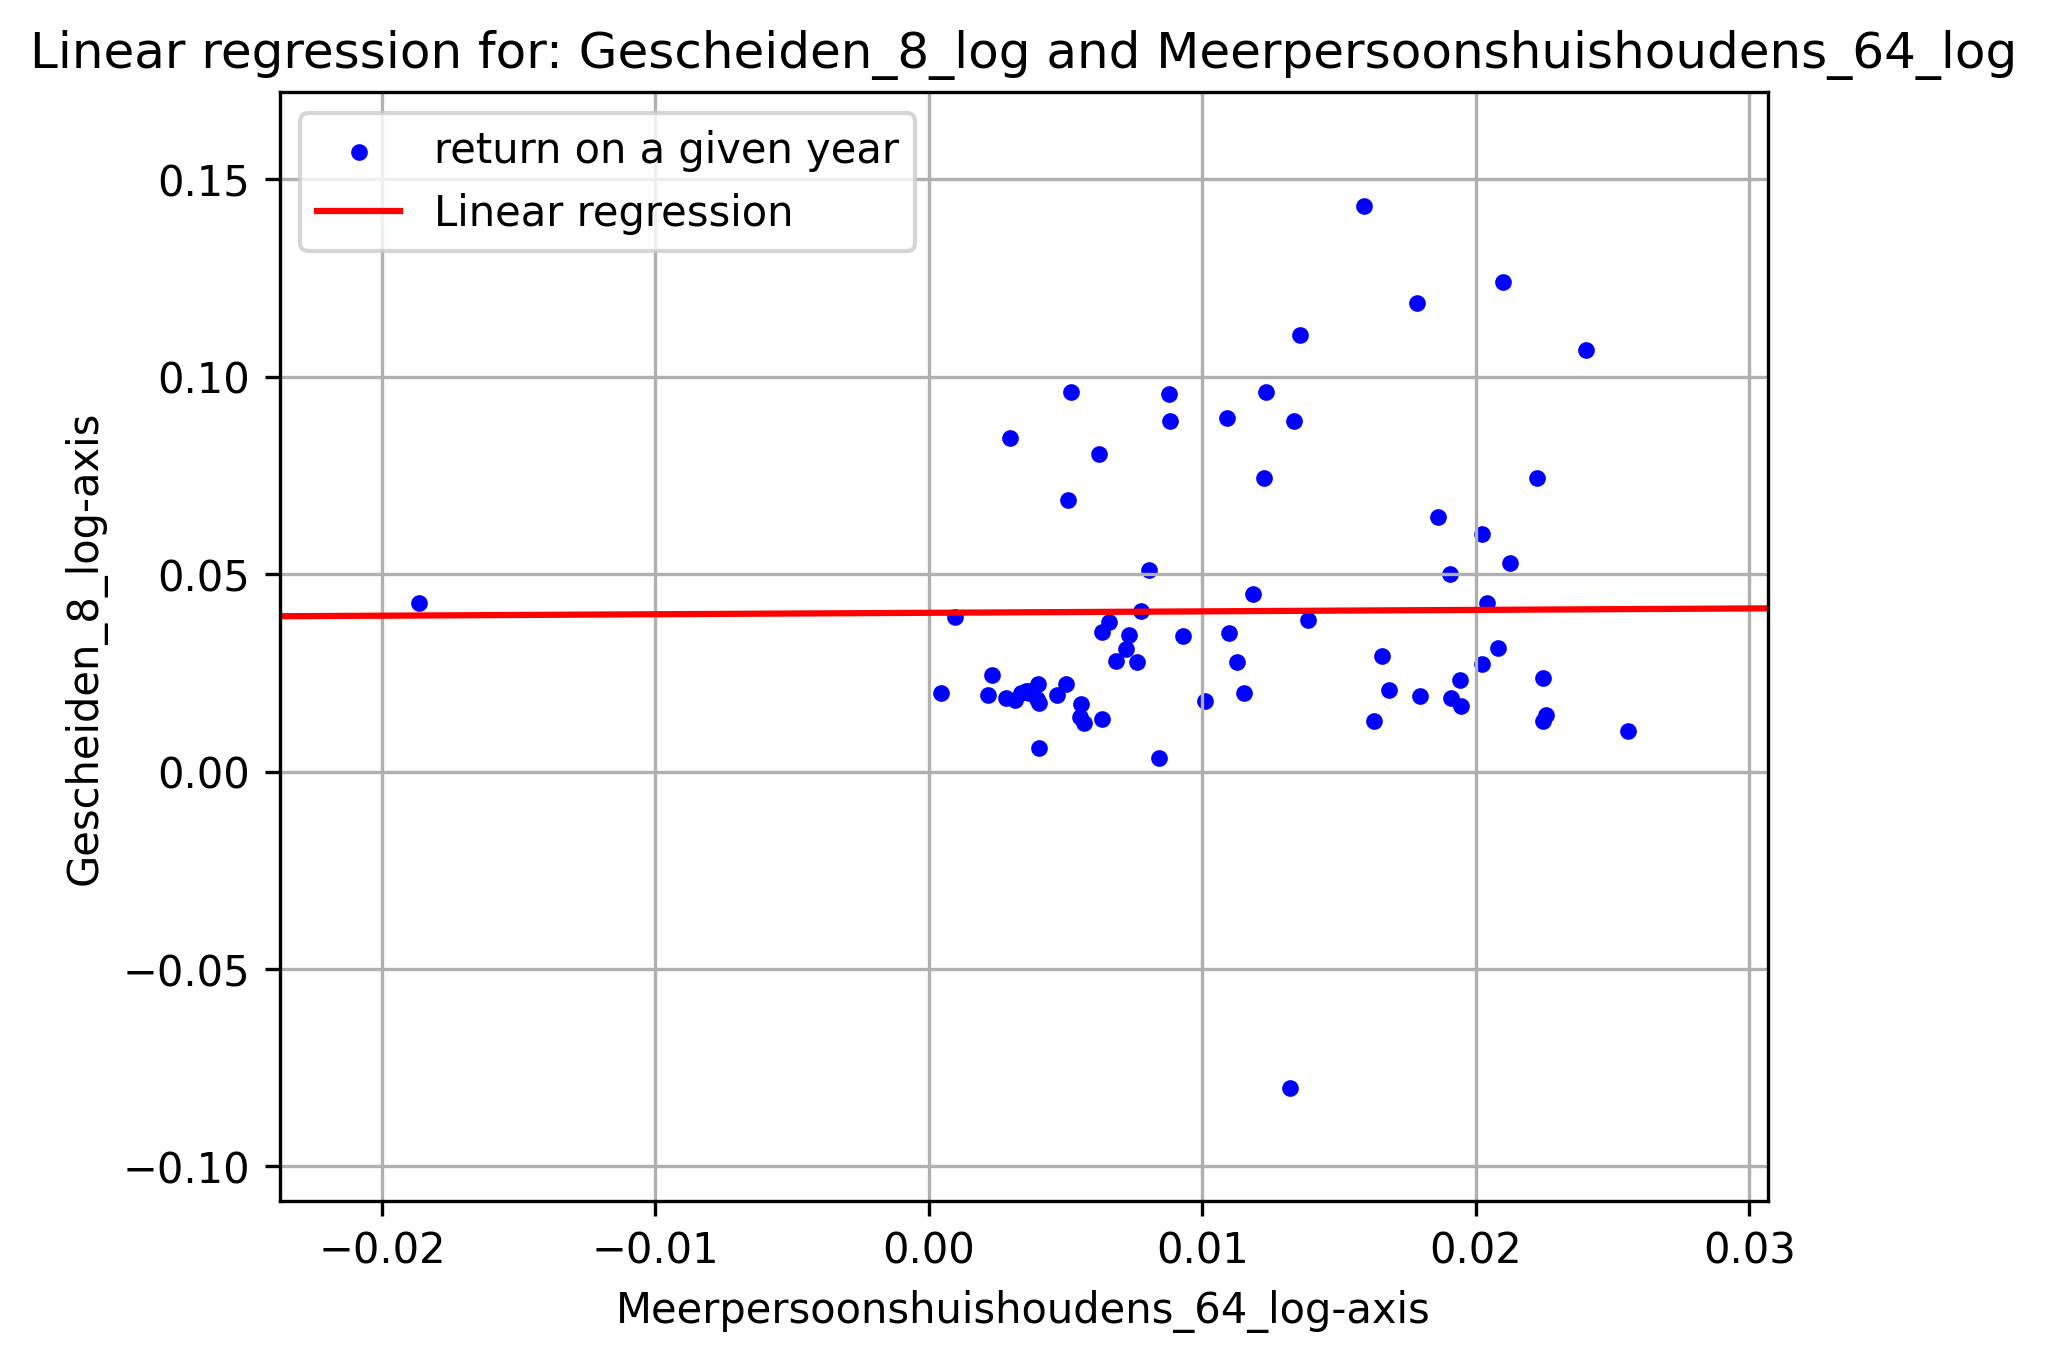 Linear regression for: Gescheiden_8_log and Meerpersoonshuishoudens_64_log
return on a given year
Linear regression
0.15
0.10
0.05
0.00
−0.05
−0.10
Gescheiden_8_log-axis
−0.02 −0.01 0.00 0.01 0.02 0.03
Meerpersoonshuishoudens_64_log-axis